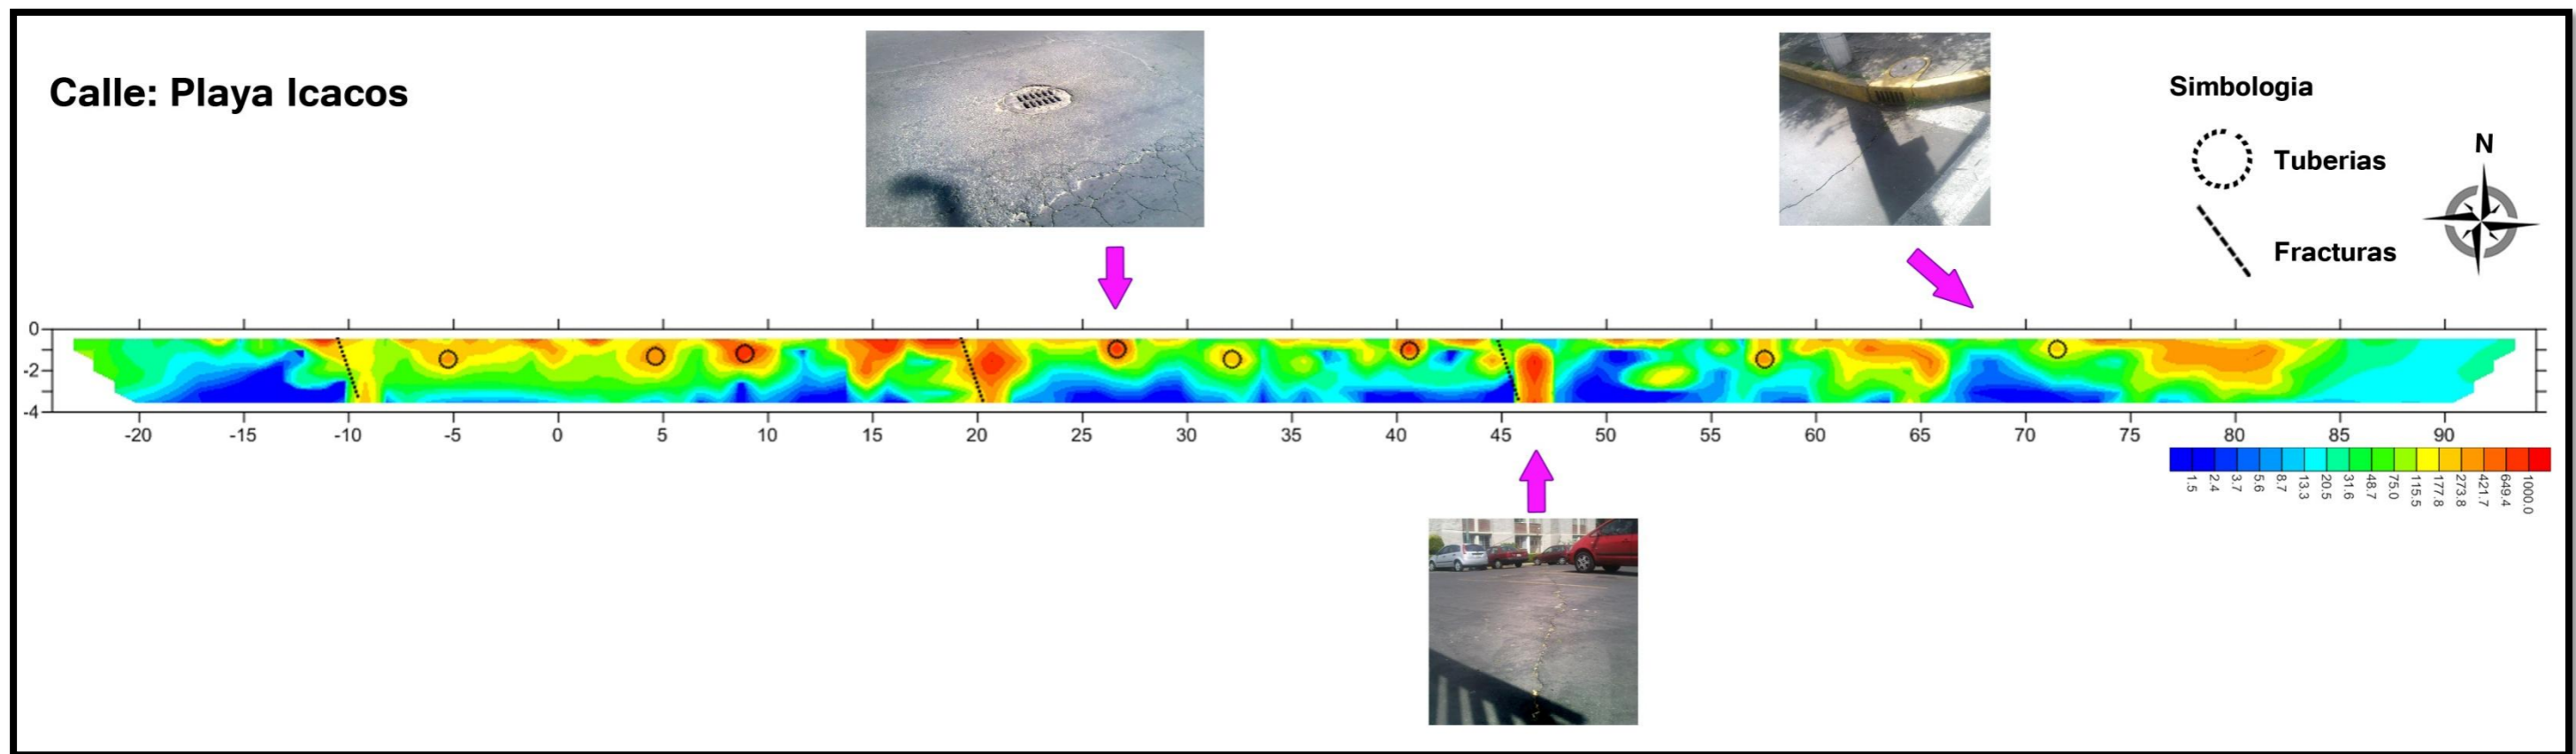 Calle: Playa Icacos
Simbologia
Tuberias
Fracturas
N
0
-2
-4
-20 -15 -10 -5 0 5 10 15 20 25 30 35 40 45 50 55 60 65 70 75 80 85 90
1.5 2.4 3.7 5.6 8.7 13.3 20.5 31.6 48.7 75.0 115.5 177.8 273.8 421.7 649.4 1000.0